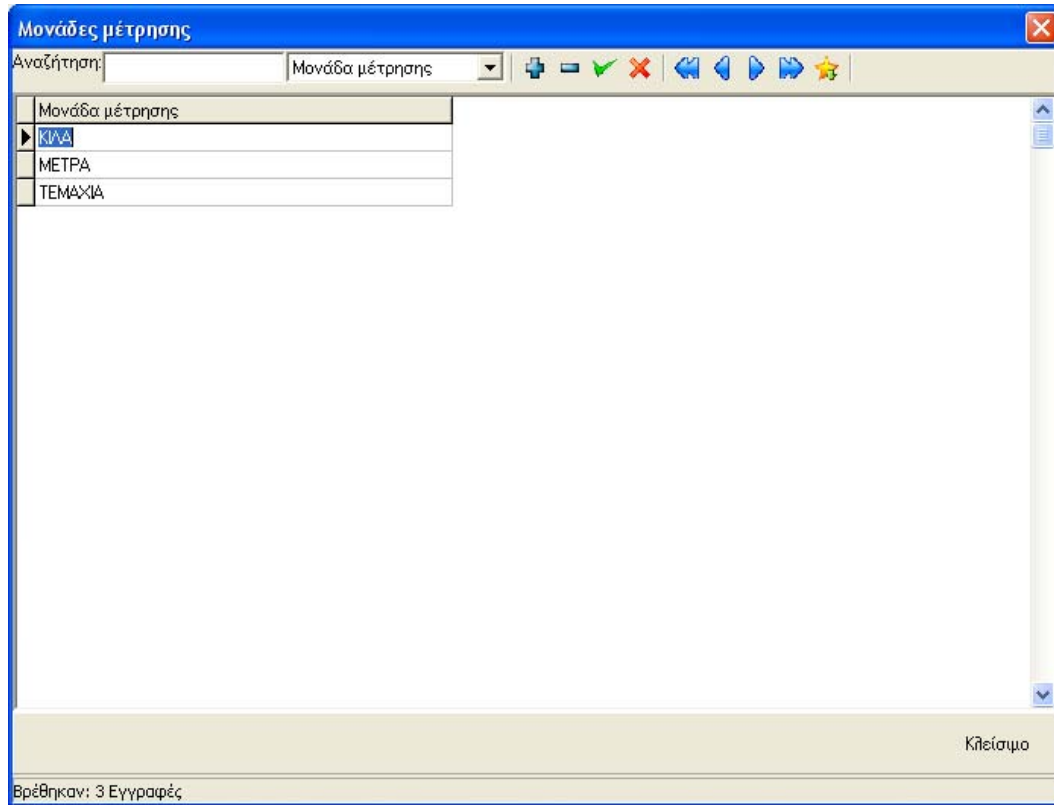 Μονάδες μέτρησης
Αναζήτηση: Μονάδα μέτρησης
Μονάδα μέτρησης
ΚΙΛΑ
ΜΕΤΡΑ
ΤΕΜΑΧΙΑ
Κλείσιμο
Βρέθηκαν: 3 Εγγραφές